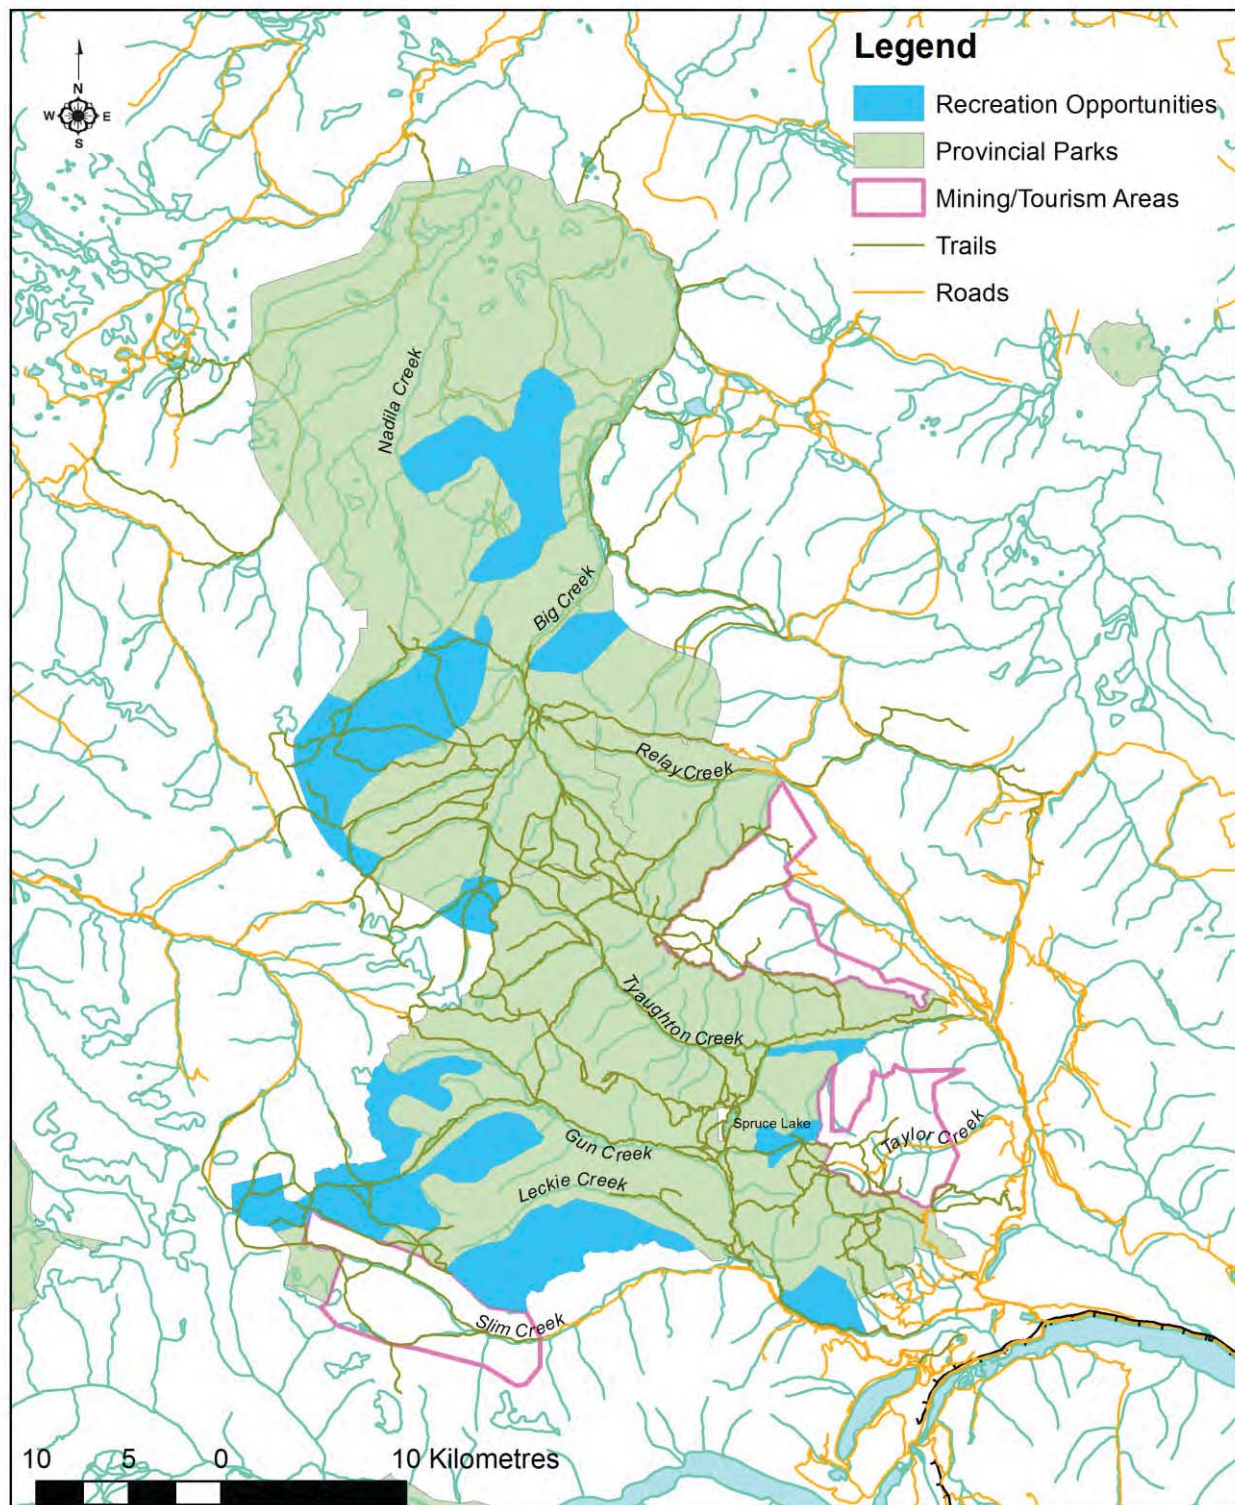 Legend
Recreation Opportunities
Provincial Parks
Mining/Tourism Areas
Trails
Roads
N
W E
S
Nadila Creek
Big Creek
Relay Creek
Tyaughton Creek
Spruce Lake
Taylor Creek
Gun Creek
Leckie Creek
Slim Creek
10 5 0 10 Kilometres